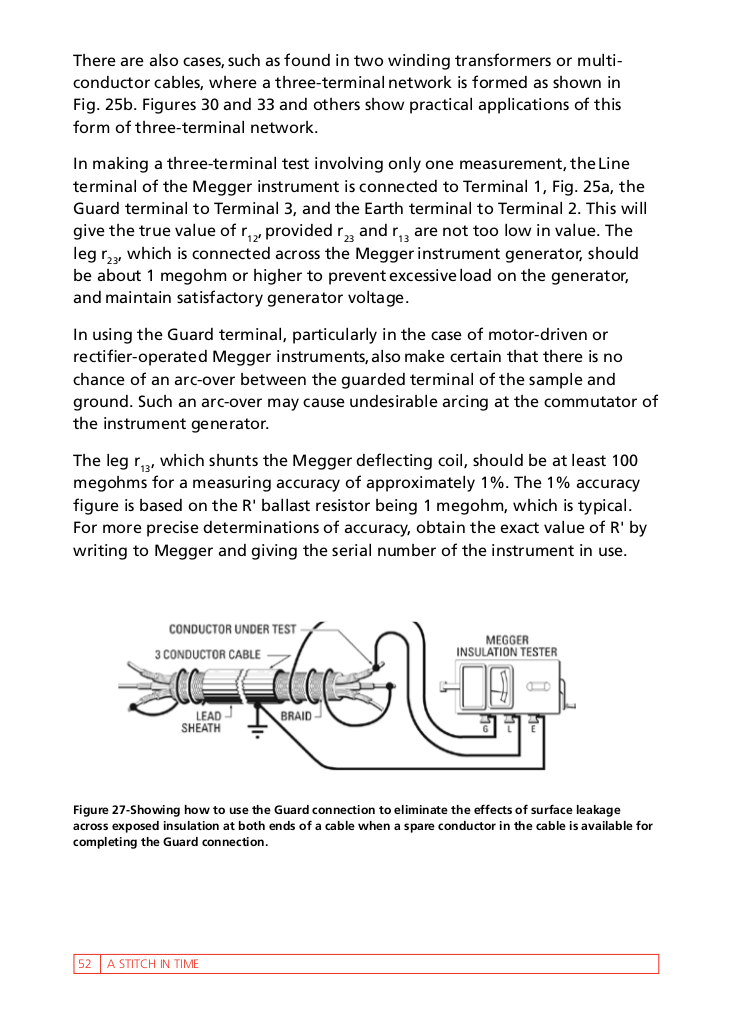 There are also cases, such as found in two winding transformers or multi-
conductor cables, where a three-terminal network is formed as shown in
Fig. 25b. Figures 30 and 33 and others show practical applications of this
form of three-terminal network.
In making a three-terminal test involving only one measurement, the Line
terminal of the Megger instrument is connected to Terminal 1, Fig. 25a, the
Guard terminal to Terminal 3, and the Earth terminal to Terminal 2. This will
give the true value of r12, provided r23 and r13 are not too low in value. The
leg r23, which is connected across the Megger instrument generator, should
be about 1 megohm or higher to prevent excessive load on the generator,
and maintain satisfactory generator voltage.
In using the Guard terminal, particularly in the case of motor-driven or
rectifier-operated Megger instruments, also make certain that there is no
chance of an arc-over between the guarded terminal of the sample and
ground. Such an arc-over may cause undesirable arcing at the commutator of
the instrument generator.
The leg r13, which shunts the Megger deflecting coil, should be at least 100
megohms for a measuring accuracy of approximately 1%. The 1% accuracy
figure is based on the R' ballast resistor being 1 megohm, which is typical.
For more precise determinations of accuracy, obtain the exact value of R' by
writing to Megger and giving the serial number of the instrument in use.
CONDUCTOR UNDER TEST
3 CONDUCTOR CABLE
MEGGER
INSULATION TESTER
LEAD
SHEATH
BRAID
G L E
Figure 27-Showing how to use the Guard connection to eliminate the effects of surface leakage
across exposed insulation at both ends of a cable when a spare conductor in the cable is available for
completing the Guard connection.
52 A STITCH IN TIME